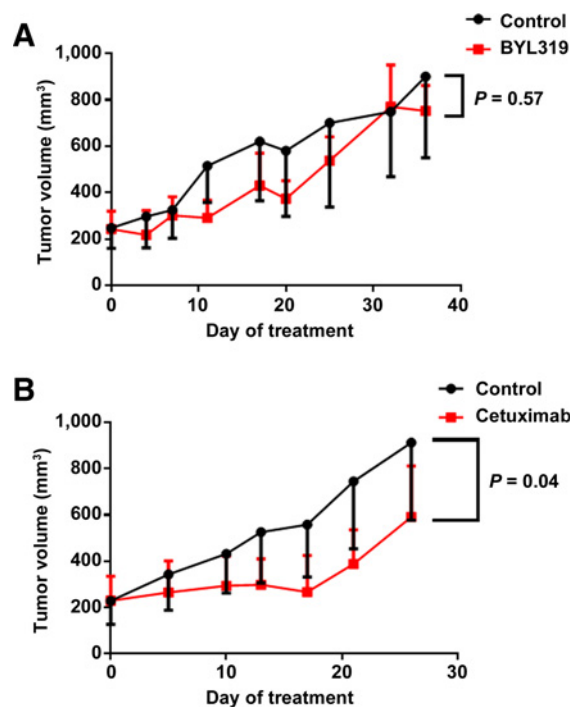 A
Control
BYL319
1,000
800
600
400
200
0
Tumor volume (mm³)
P = 0.57
0 10 20 30 40
Day of treatment
B
Control
Cetuximab
1,000
800
600
400
200
0
Tumor volume (mm³)
P = 0.04
0 10 20 30
Day of treatment